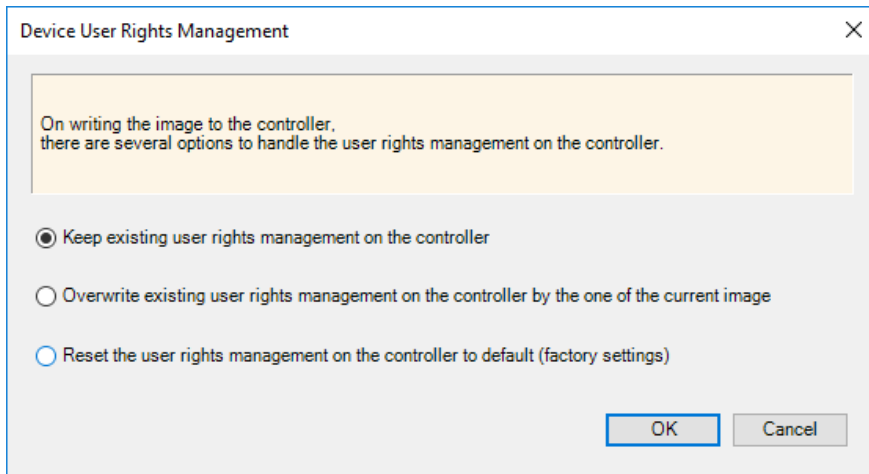 Device User Rights Management
On writing the image to the controller,
there are several options to handle the user rights management on the controller.
Keep existing user rights management on the controller
Overwrite existing user rights management on the controller by the one of the current image
Reset the user rights management on the controller to default (factory settings)
OK Cancel